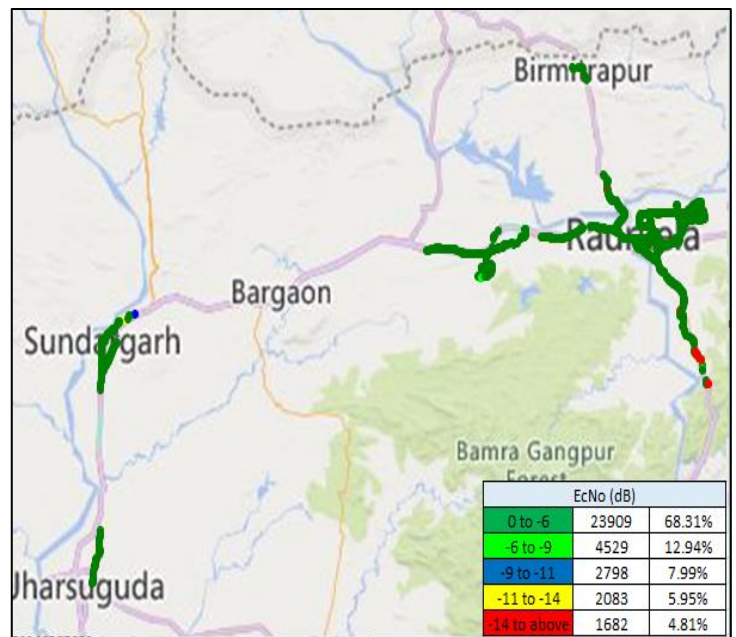 Birmitrapur
Bargaon
Sundargarh
Bamra Gangpur
Forest
Jharsuguda
EcNo (dB)
0 to -6 23909 68.31%
-6 to -9 4529 12.94%
-9 to -11 2798 7.99%
-11 to -14 2083 5.95%
-14 to above 1682 4.81%